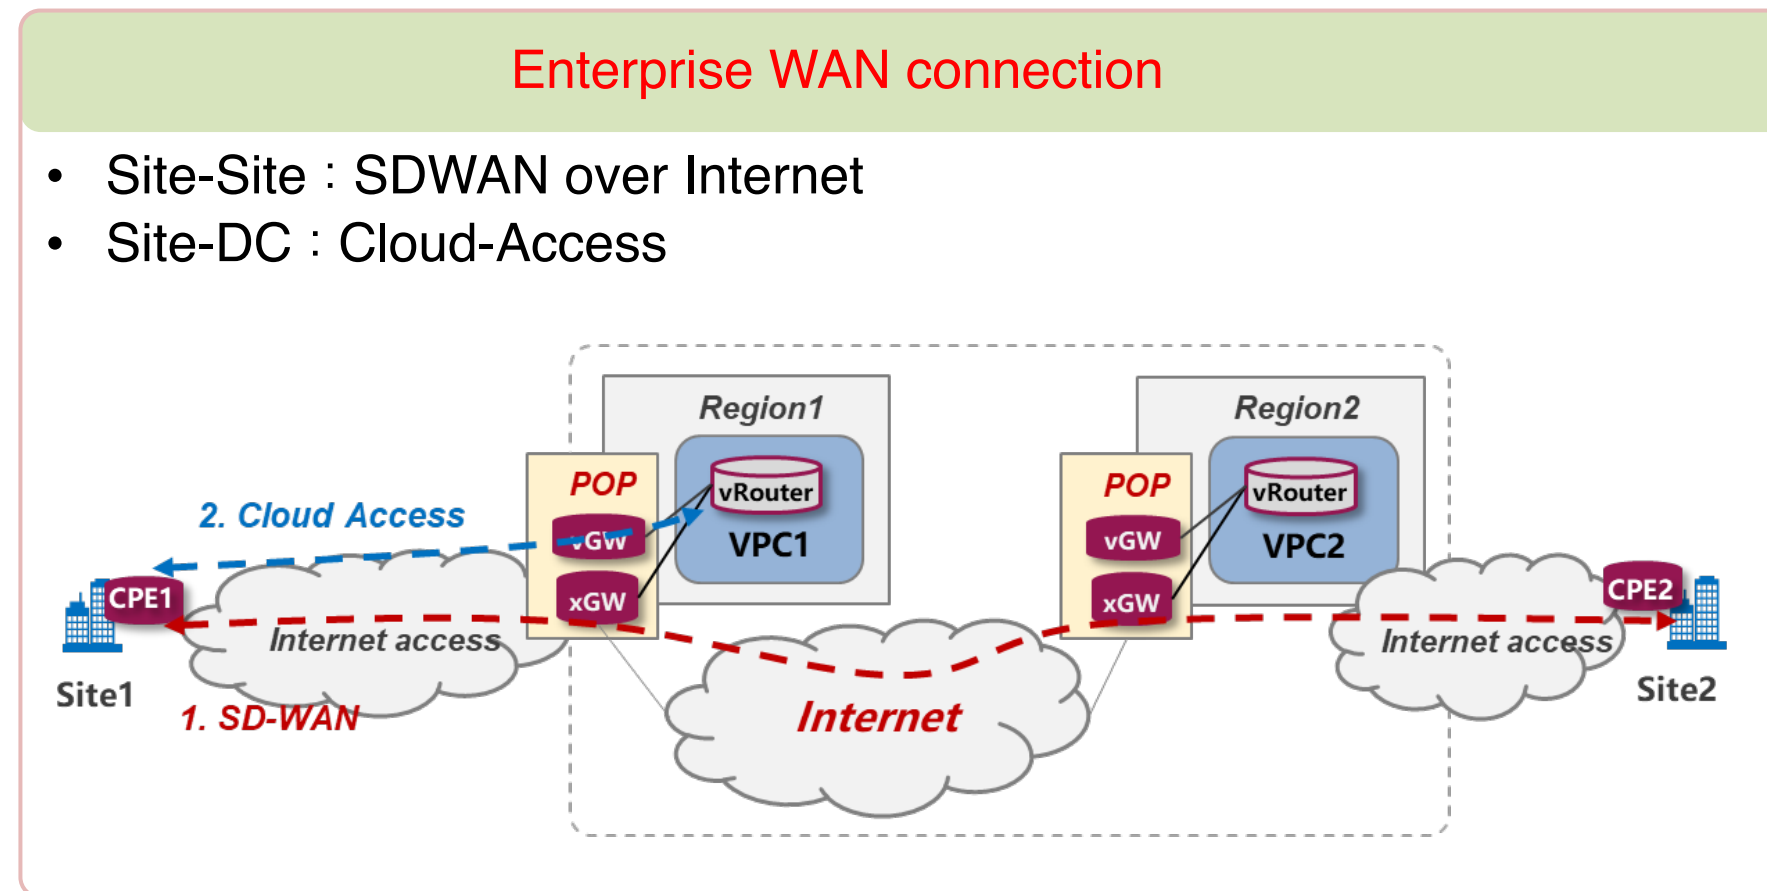 Enterprise WAN connection
• Site-Site：SDWAN over Internet
• Site-DC：Cloud-Access
Region1
Region2
POP
vRouter
POP
vRouter
2. Cloud Access
vGW
VPC1
vGW
VPC2
CPE1
xGW
xGW
CPE2
Internet access
Internet access
Site1
Site2
1. SD-WAN
Internet